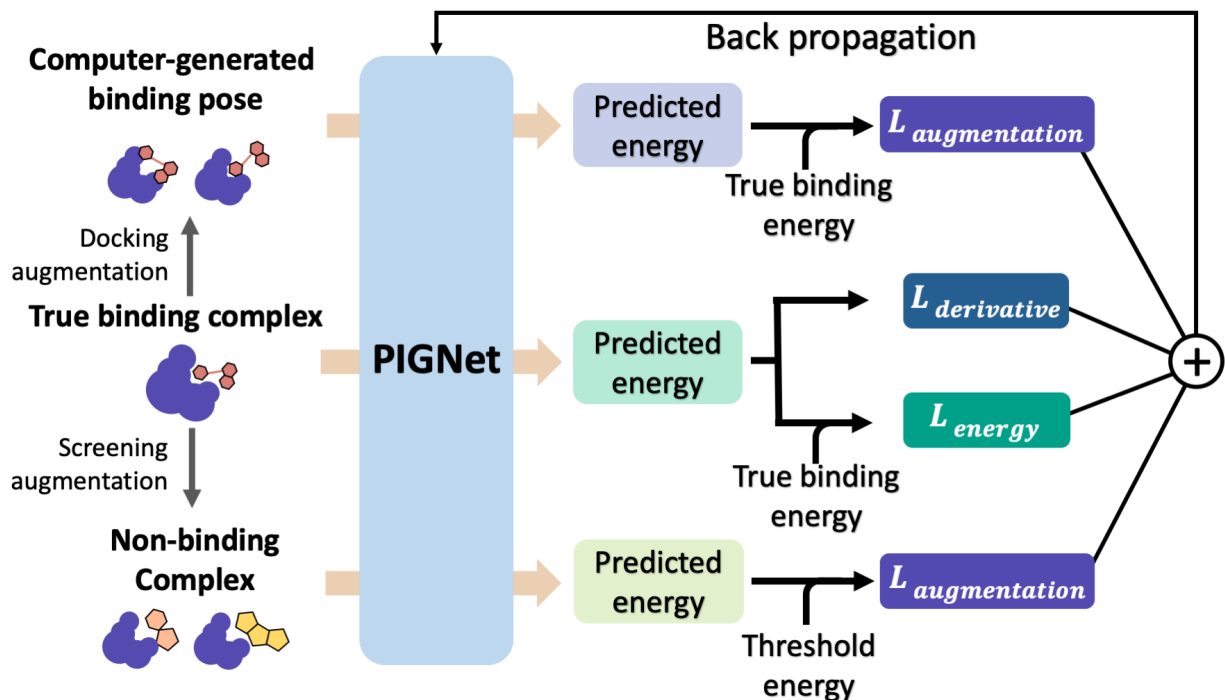 Back propagation
Computer-generated
binding pose
Predicted
energy
L augmentation
True binding
energy
Docking
augmentation
True binding complex
PIGNet
Predicted
energy
L derivative
L energy
+
True binding
energy
Screening
augmentation
Non-binding
Complex
Predicted
energy
L augmentation
Threshold
energy